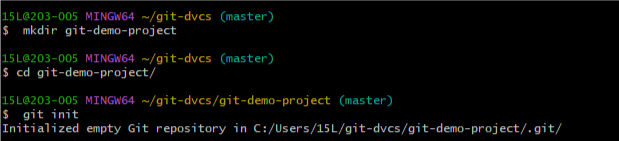 15L@203-005 MINGW64 ~/git-dvcs (master)
$  mkdir git-demo-project
15L@203-005 MINGW64 ~/git-dvcs (master)
$ cd git-demo-project/
15L@203-005 MINGW64 ~/git-dvcs/git-demo-project (master)
$  git init
Initialized empty Git repository in C:/Users/15L/git-dvcs/git-demo-project/.git/